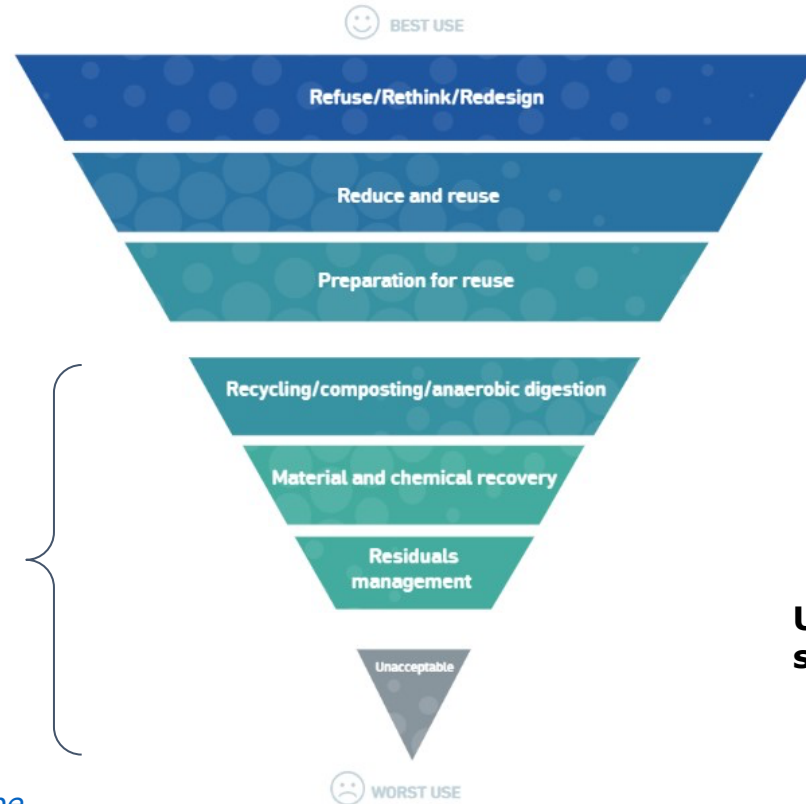 BEST USE
Refuse/Rethink/Redesign
Reduce and reuse
Preparation for reuse
Recycling/composting/anaerobic digestion
Material and chemical recovery
Residuals
management
Unacceptable
WORST USE